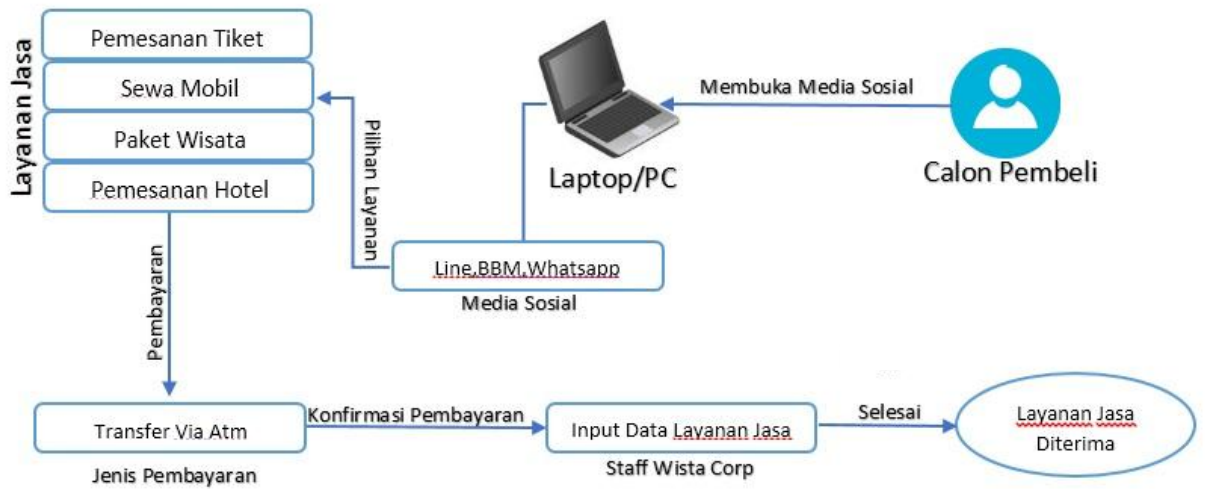 Layanan Jasa
Pemesanan Tiket
Sewa Mobil
Paket Wisata
Pemesanan Hotel
Pilihan Layanan
Laptop/PC
Membuka Media Sosial
Calon Pembeli
Line,BBM,Whatsapp
Media Sosial
Pembayaran
Transfer Via Atm
Jenis Pembayaran
Konfirmasi Pembayaran
Input Data Layanan Jasa
Staff Wista Corp
Selesai
Layanan Jasa
Diterima